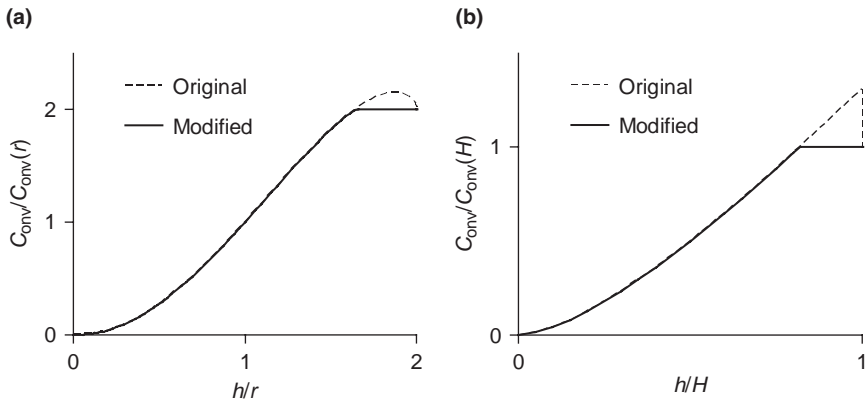 (a)
C_onv/C_onv(r)
2
1
0
Original
Modified
0 1 2
h/r
(b)
C_onv/C_onv(H)
1
0
Original
Modified
0 1
h/H